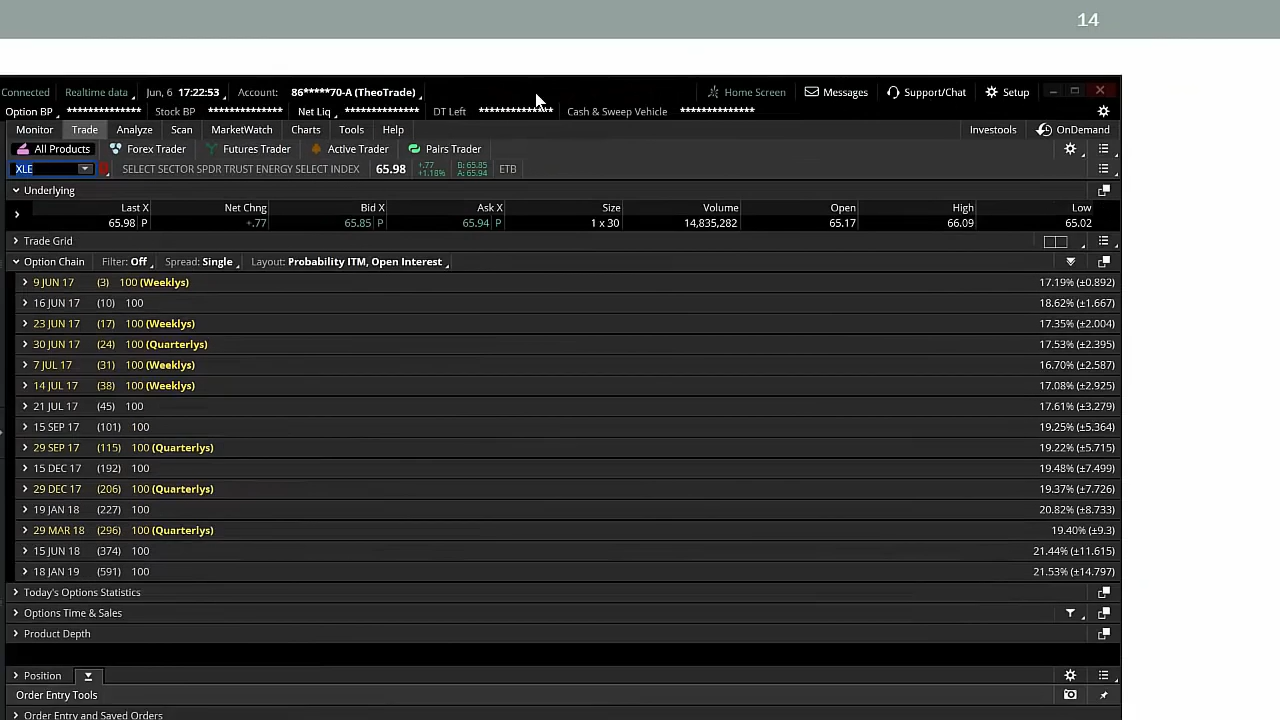 14
Connected Realtime data Jun, 6 17:22:53 Account: 86*****70-A (TheoTrade) Home Screen Messages Support/Chat Setup
Option BP ************** Stock BP ************** Net Liq ************** DT Left ************** Cash & Sweep Vehicle **************
Monitor Trade Analyze Scan MarketWatch Charts Tools Help Investools OnDemand
All Products Forex Trader Futures Trader Active Trader Pairs Trader
XLE SELECT SECTOR SPDR TRUST ENERGY SELECT INDEX 65.98 +.77 +1.18% B: 65.85 A: 65.94 ETB
Underlying
Last X Net Chng Bid X Ask X Size Volume Open High Low
65.98 P +.77 65.85 P 65.94 P 1 x 30 14,835,282 65.17 66.09 65.02
Trade Grid
Option Chain Filter: Off Spread: Single Layout: Probability ITM, Open Interest
9 JUN 17 (3) 100 (Weeklys) 17.19% (±0.892)
16 JUN 17 (10) 100 18.62% (±1.667)
23 JUN 17 (17) 100 (Weeklys) 17.35% (±2.004)
30 JUN 17 (24) 100 (Quarterlys) 17.53% (±2.395)
7 JUL 17 (31) 100 (Weeklys) 16.70% (±2.587)
14 JUL 17 (38) 100 (Weeklys) 17.08% (±2.925)
21 JUL 17 (45) 100 17.61% (±3.279)
15 SEP 17 (101) 100 19.25% (±5.364)
29 SEP 17 (115) 100 (Quarterlys) 19.22% (±5.715)
15 DEC 17 (192) 100 19.48% (±7.499)
29 DEC 17 (206) 100 (Quarterlys) 19.37% (±7.726)
19 JAN 18 (227) 100 20.82% (±8.733)
29 MAR 18 (296) 100 (Quarterlys) 19.40% (±9.3)
15 JUN 18 (374) 100 21.44% (±11.615)
18 JAN 19 (591) 100 21.53% (±14.797)
Today's Options Statistics
Options Time & Sales
Product Depth
Position
Order Entry Tools
Order Entry and Saved Orders